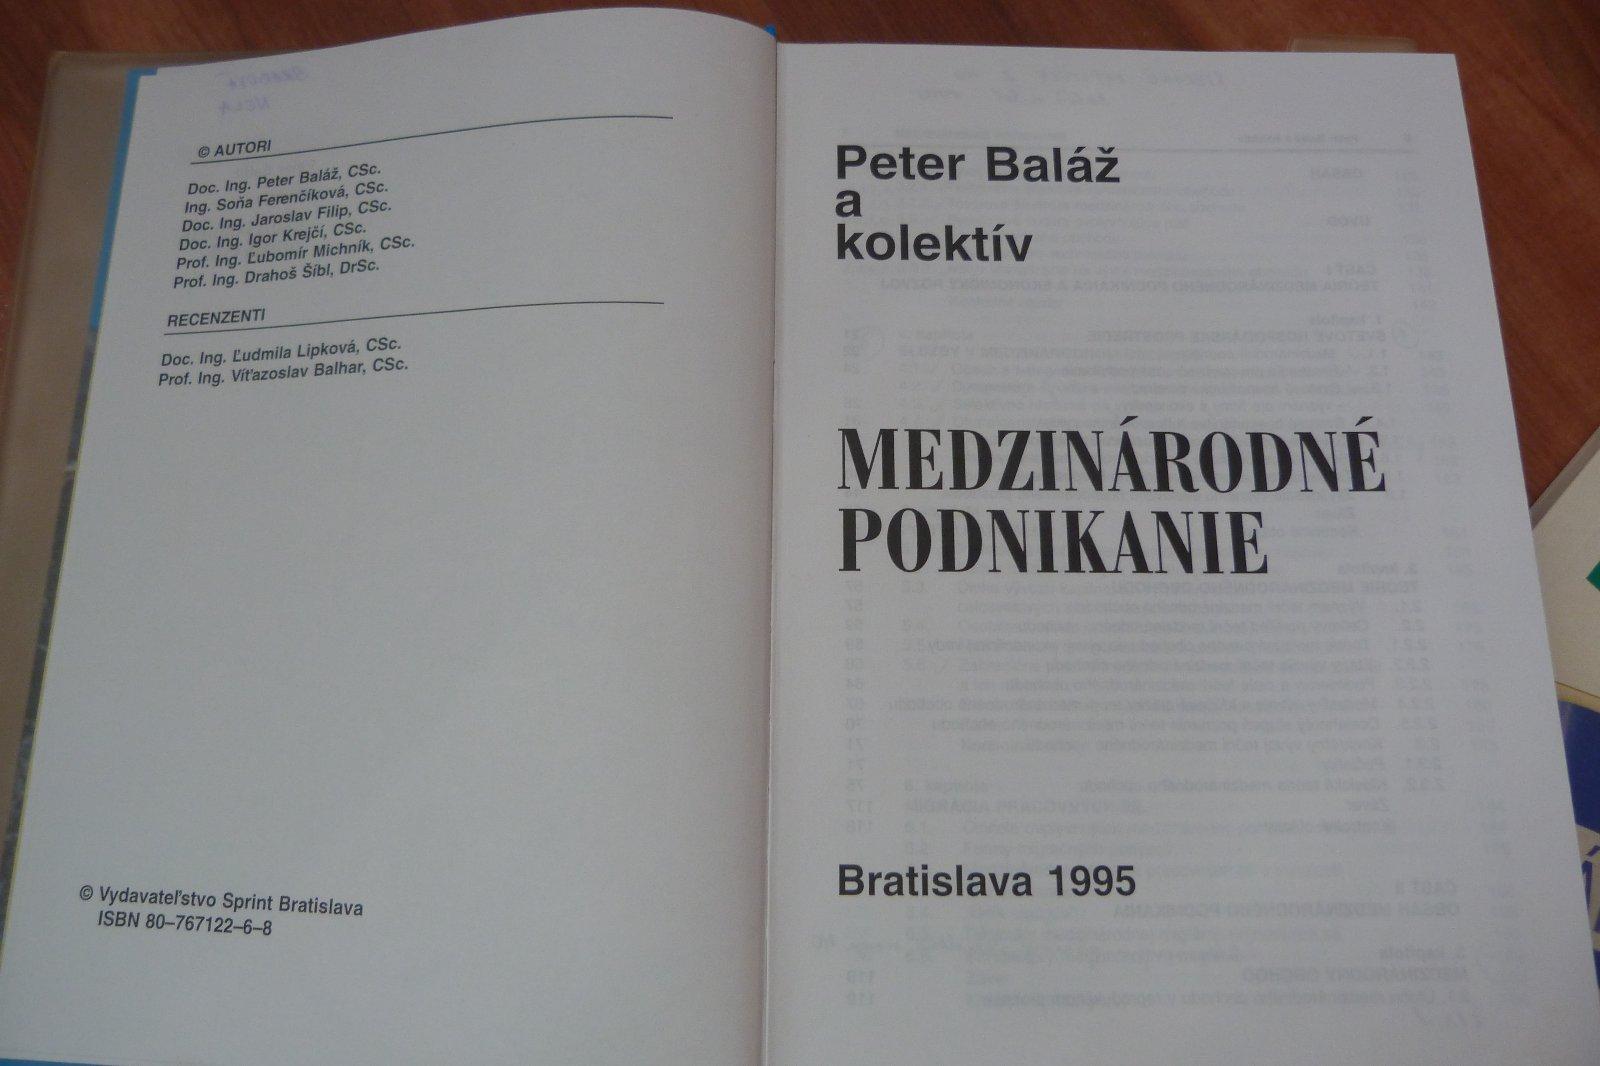 © AUTORI
Doc. Ing. Peter Baláž, CSc.
Ing. Soňa Ferenčíková, CSc.
Doc. Ing. Jaroslav Filip, CSc.
Doc. Ing. Igor Krejčí, CSc.
Prof. Ing. Ľubomír Michník, CSc.
Prof. Ing. Drahoš Šíbl, DrSc.
RECENZENTI
Doc. Ing. Ľudmila Lipková, CSc.
Prof. Ing. Víťazoslav Balhar, CSc.
© Vydavateľstvo Sprint Bratislava
ISBN 80–767122–6–8
Peter Baláž
a
kolektív
MEDZINÁRODNÉ
PODNIKANIE
Bratislava 1995